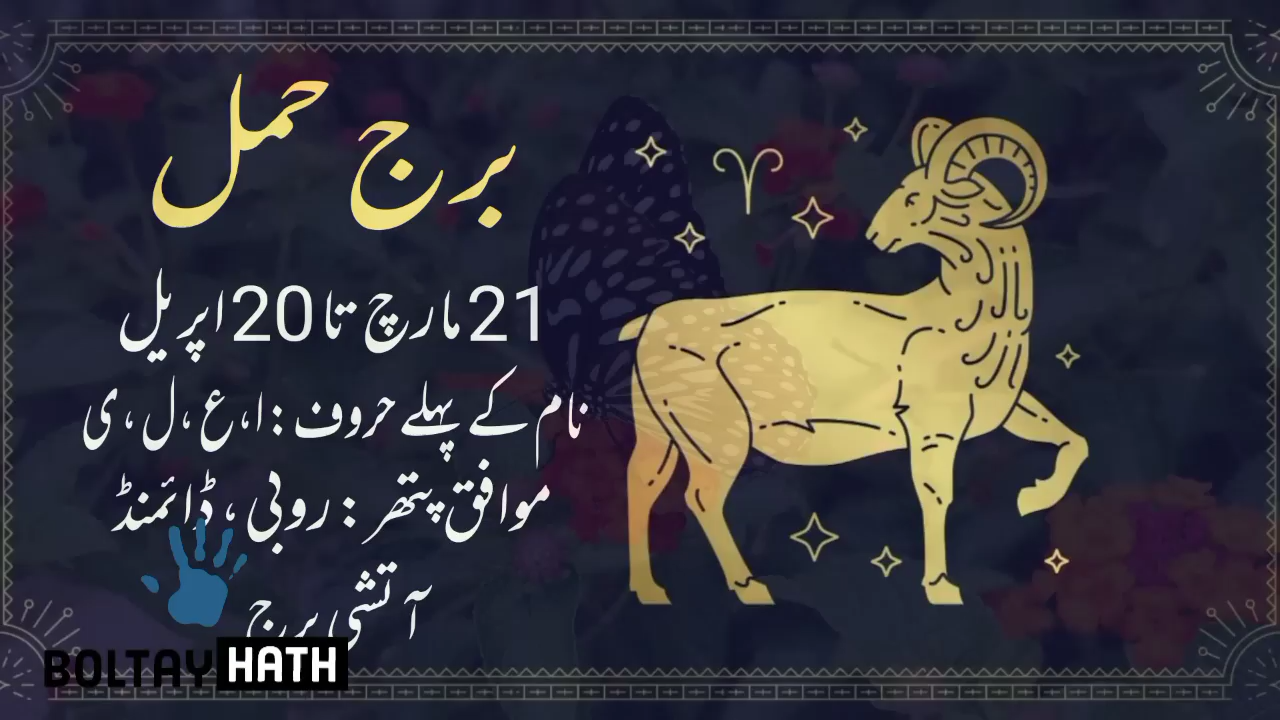 برج حمل
21 مارچ تا 20 اپریل
نام کے پہلے حروف : ا، ع ، ل ، ی
موافق پتھر : روبی ، ڈائمنڈ
آتشی برج
BOLTAY HATH